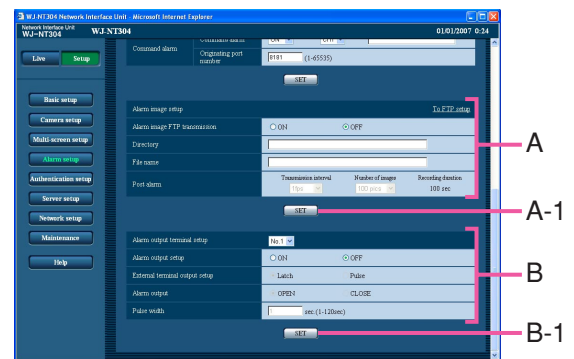 WJ-NT304 Network Interface Unit - Microsoft Internet Explorer
Network Interface Unit
WJ-NT304
WJ-NT304
01/01/2007 0:24
Live
Setup
Basic setup
Camera setup
Multi-screen setup
Alarm setup
Authentication setup
Server setup
Network setup
Maintenance
Help
Command alarm
Command alarm
ON
OFF
Originating port number
8181 (1-65535)
SET
Alarm image setup
To FTP setup
Alarm image FTP transmission
ON
OFF
Directory
File name
Post alarm
Transmission interval
Number of images
Recording duration
1fps
100 pics
100 sec
SET
Alarm output terminal setup
No.1
Alarm output setup
ON
OFF
External terminal output setup
Latch
Pulse
Alarm output
OPEN
CLOSE
Pulse width
1 sec (1-120sec)
SET
A
A-1
B
B-1